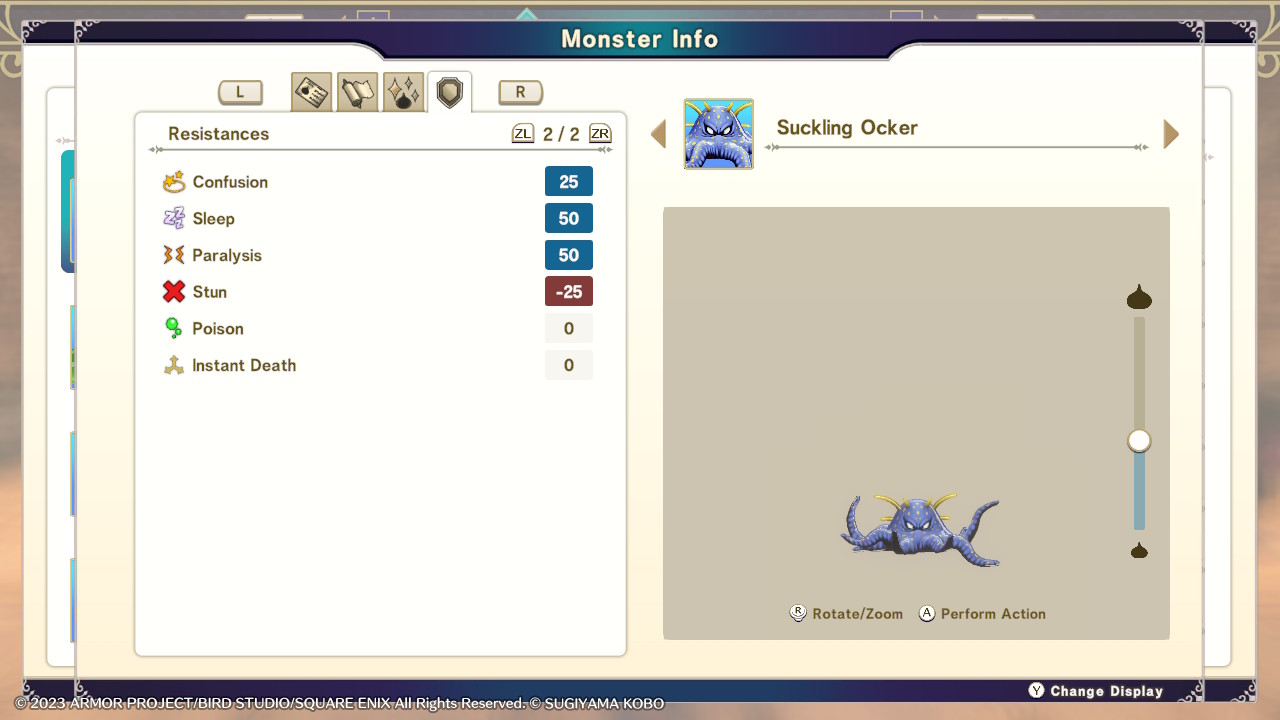 Monster Info
L
R
Resistances
ZL 2 / 2 ZR
Confusion 25
Sleep 50
Paralysis 50
Stun -25
Poison 0
Instant Death 0
Suckling Ocker
R Rotate/Zoom A Perform Action
Y Change Display
© 2023 ARMOR PROJECT/BIRD STUDIO/SQUARE ENIX All Rights Reserved. © SUGIYAMA KOBO